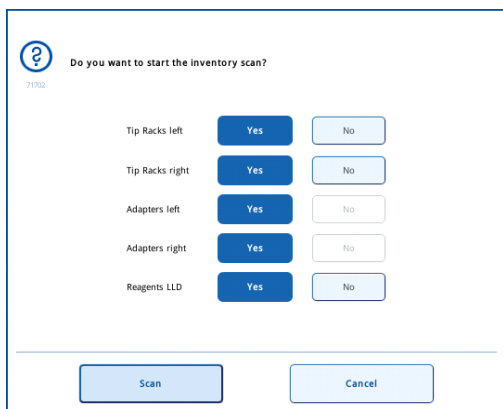 Do you want to start the inventory scan?
71702
Tip Racks left Yes No
Tip Racks right Yes No
Adapters left Yes No
Adapters right Yes No
Reagents LLD Yes No
Scan Cancel